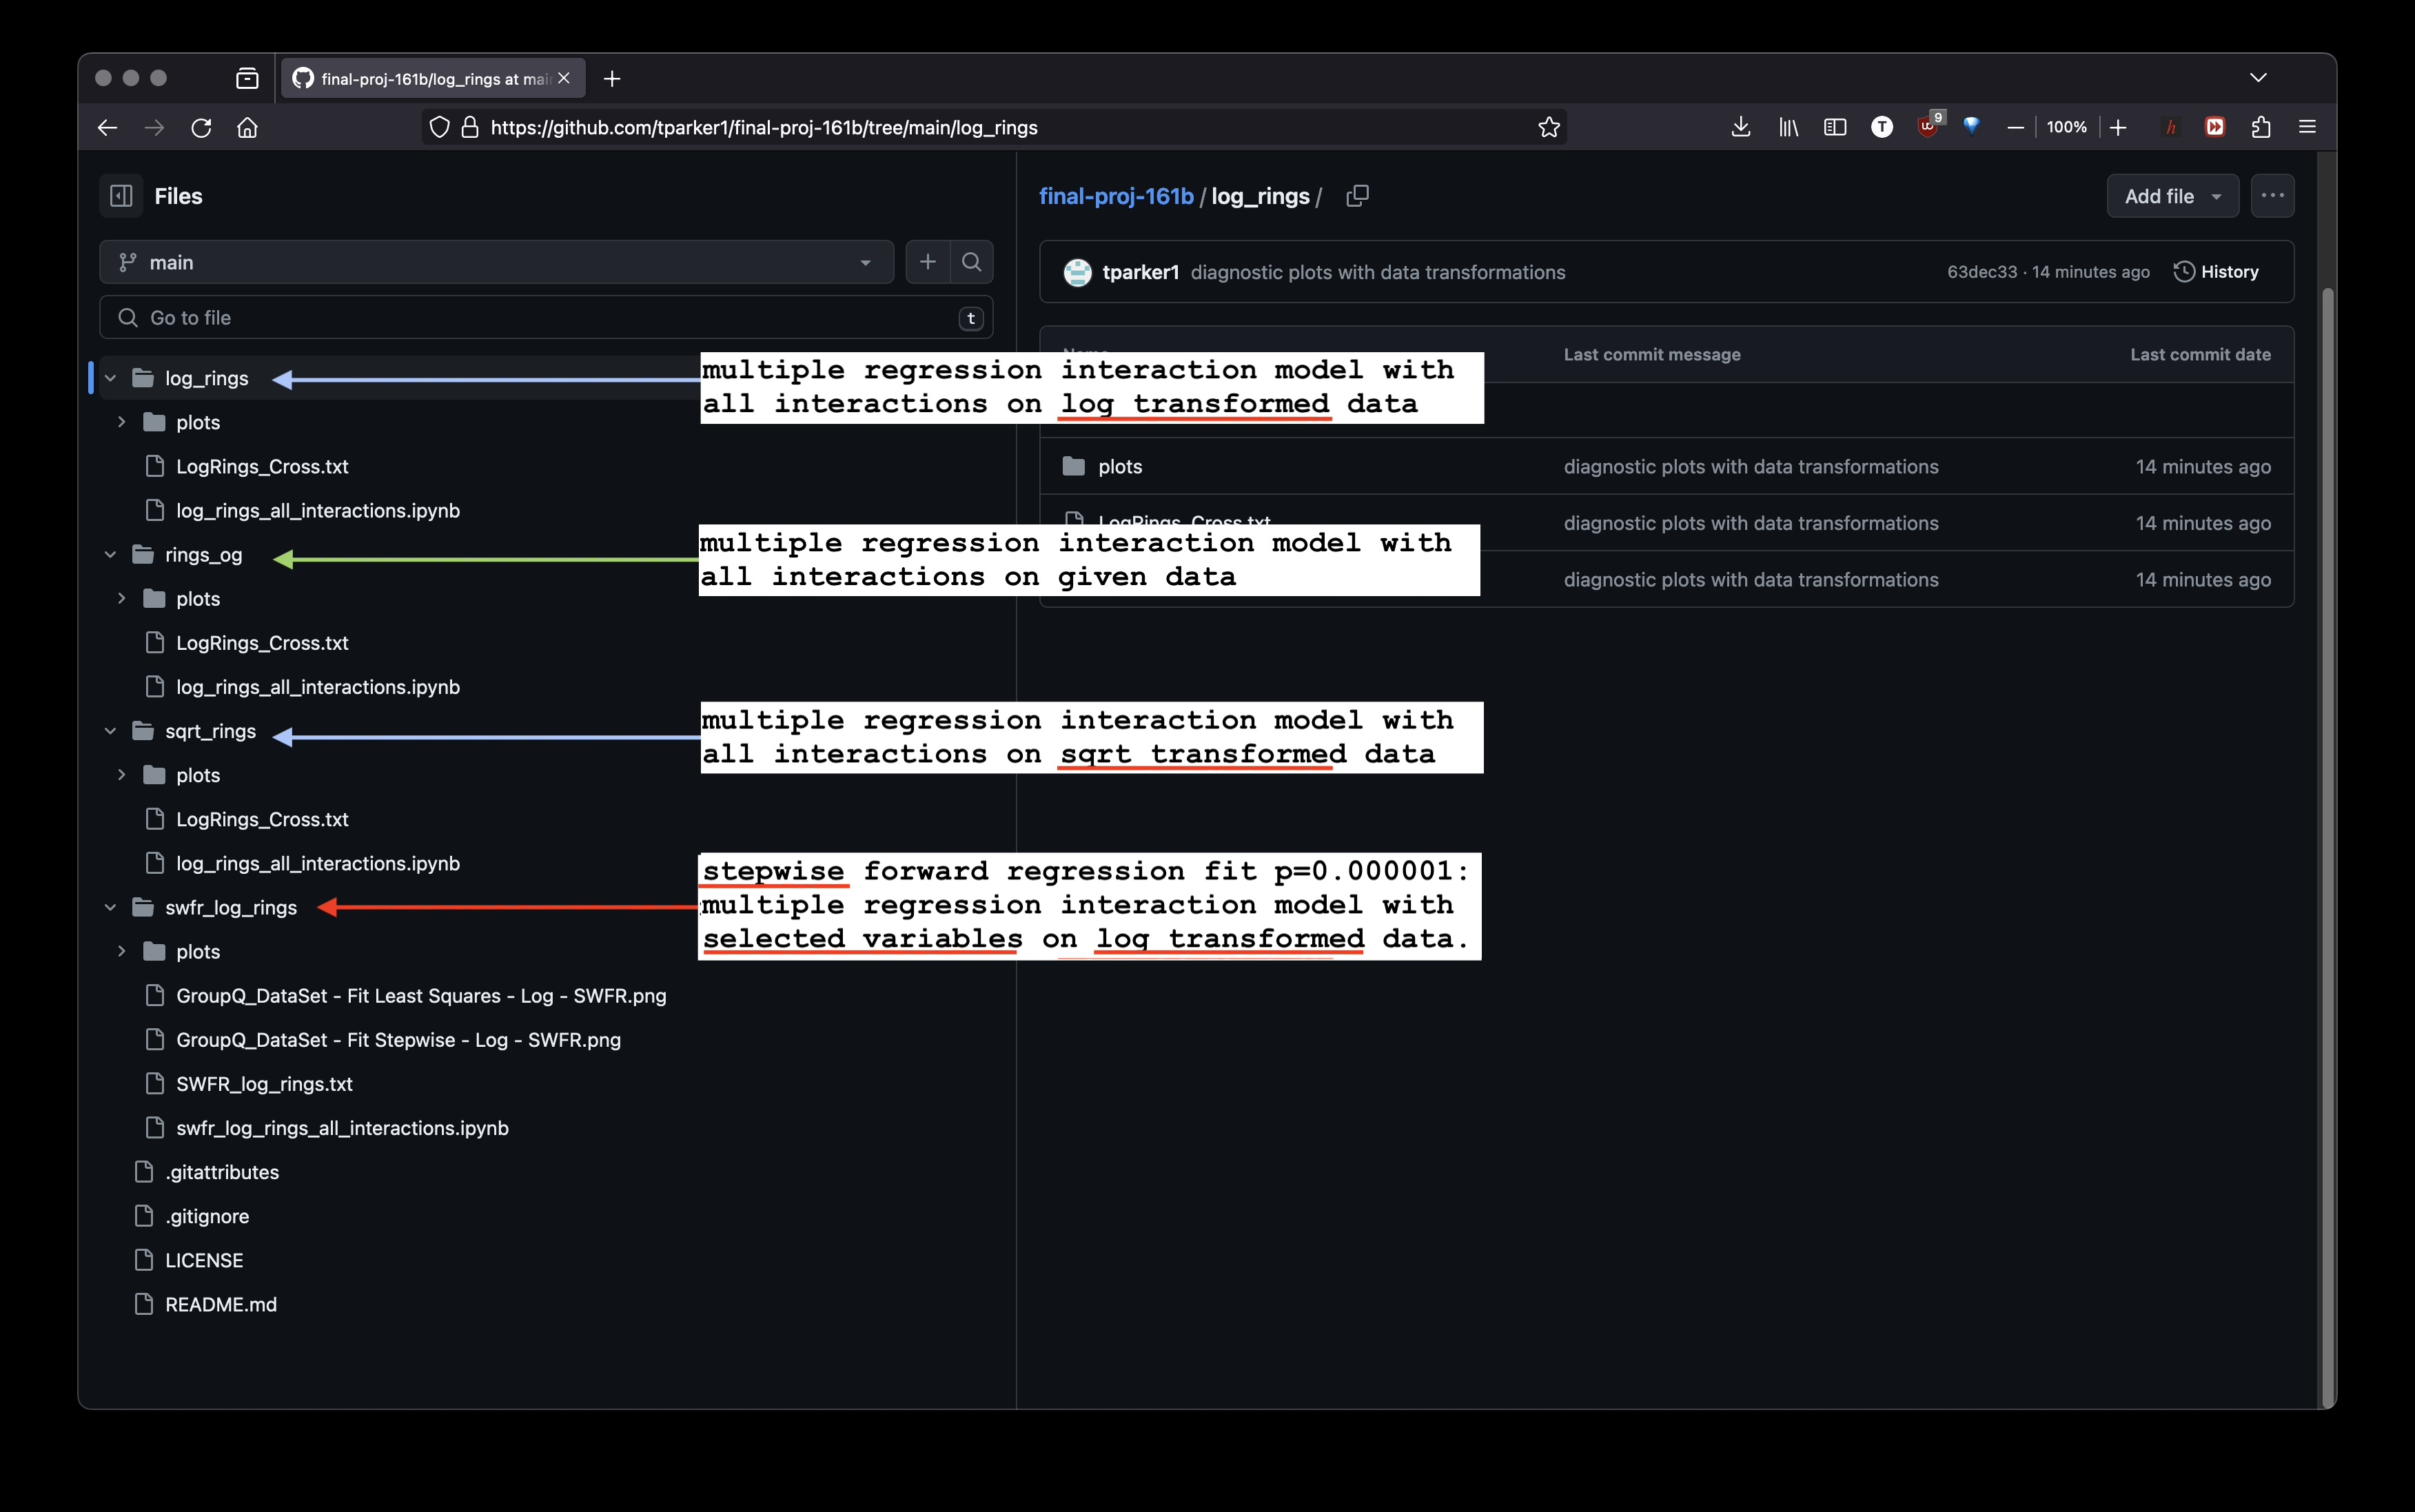 final-proj-161b/log_rings at mai
https://github.com/tparker1/final-proj-161b/tree/main/log_rings
9
100%
Files
main
Go to file
t
log_rings
plots
LogRings_Cross.txt
log_rings_all_interactions.ipynb
rings_og
plots
LogRings_Cross.txt
log_rings_all_interactions.ipynb
sqrt_rings
plots
LogRings_Cross.txt
log_rings_all_interactions.ipynb
swfr_log_rings
plots
GroupQ_DataSet - Fit Least Squares - Log - SWFR.png
GroupQ_DataSet - Fit Stepwise - Log - SWFR.png
SWFR_log_rings.txt
swfr_log_rings_all_interactions.ipynb
.gitattributes
.gitignore
LICENSE
README.md
multiple regression interaction model with
all interactions on log transformed data
multiple regression interaction model with
all interactions on given data
multiple regression interaction model with
all interactions on sqrt transformed data
stepwise forward regression fit p=0.000001:
multiple regression interaction model with
selected variables on log transformed data.
final-proj-161b / log_rings /
Add file
tparker1 diagnostic plots with data transformations
63dec33 · 14 minutes ago
History
Name Last commit message Last commit date
plots diagnostic plots with data transformations 14 minutes ago
LogRings_Cross.txt diagnostic plots with data transformations 14 minutes ago
diagnostic plots with data transformations 14 minutes ago